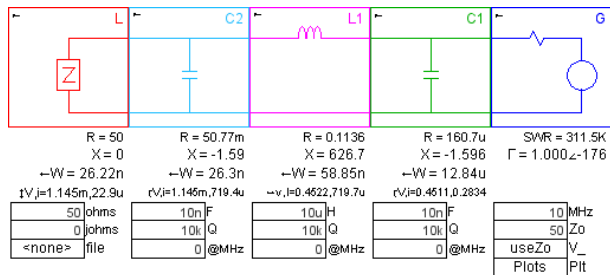 L C2 L1 C1 G
Z
R = 50 R = 50.77m R = 0.1136 R = 160.7u SWR = 311.5K
X = 0 X = -1.59 X = 626.7 X = -1.596 Γ = 1.000∠-176
←W = 26.22n ←W = 26.3n ←W = 58.85n ←W = 12.84u
V,i=1.145m,22.9u V,i=1.145m,719.4u v,i=0.4522,719.7u V,i=0.4511,0.2834
50 ohms 10n F 10u H 10n F 10 MHz
0 johms 10k Q 10k Q 10k Q 50 Zo
<none> file 0 @MHz 0 @MHz 0 @MHz useZo V_
Plots Plt